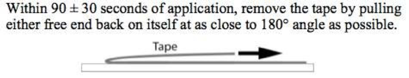 Within 90 ± 30 seconds of application, remove the tape by pulling
either free end back on itself at as close to 180° angle as possible.
Tape